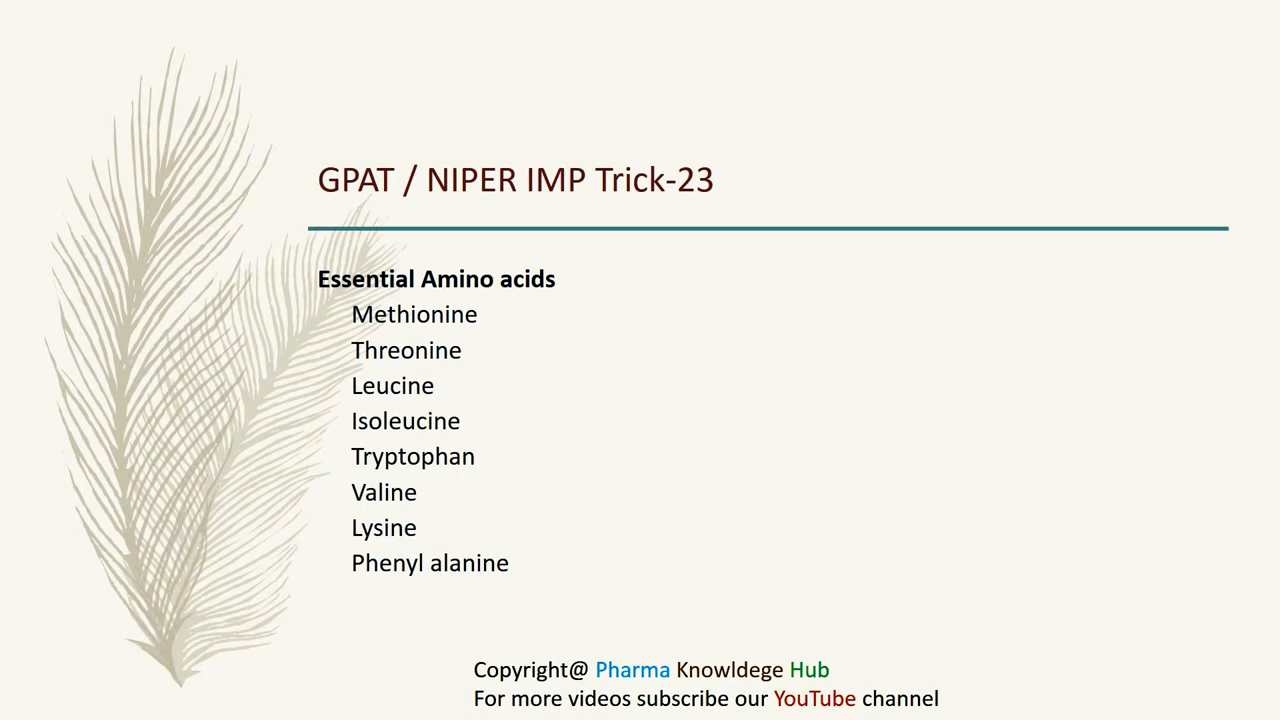 GPAT / NIPER IMP Trick-23
Essential Amino acids
Methionine
Threonine
Leucine
Isoleucine
Tryptophan
Valine
Lysine
Phenyl alanine
Copyright@ Pharma Knowldege Hub
For more videos subscribe our YouTube channel